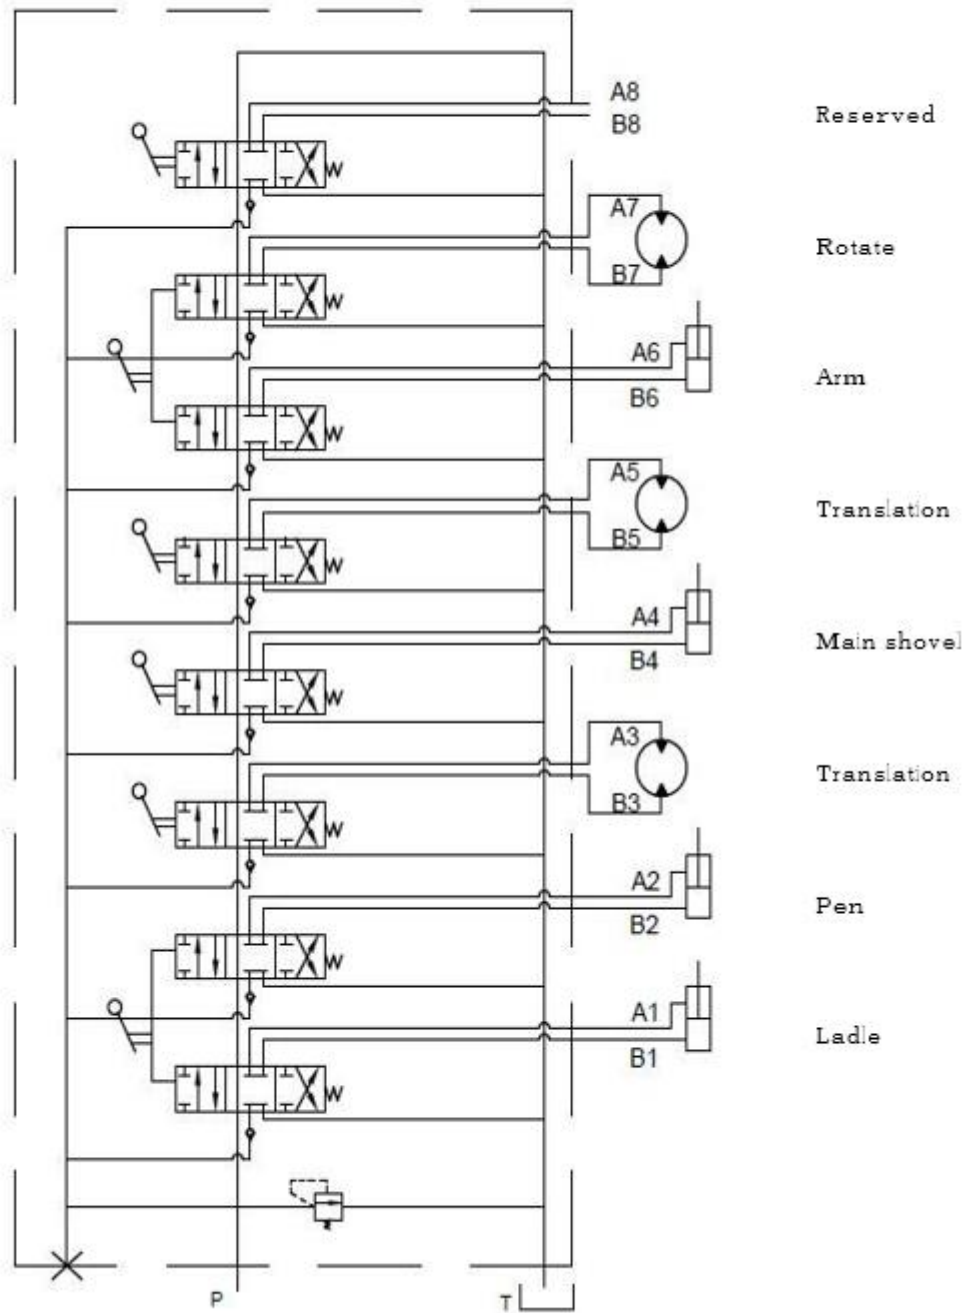 A8
B8
Reserved
A7
B7
Rotate
A6
B6
Arm
A5
B5
Translation
A4
B4
Main shovel
A3
B3
Translation
A2
B2
Pen
A1
B1
Ladle
P
T